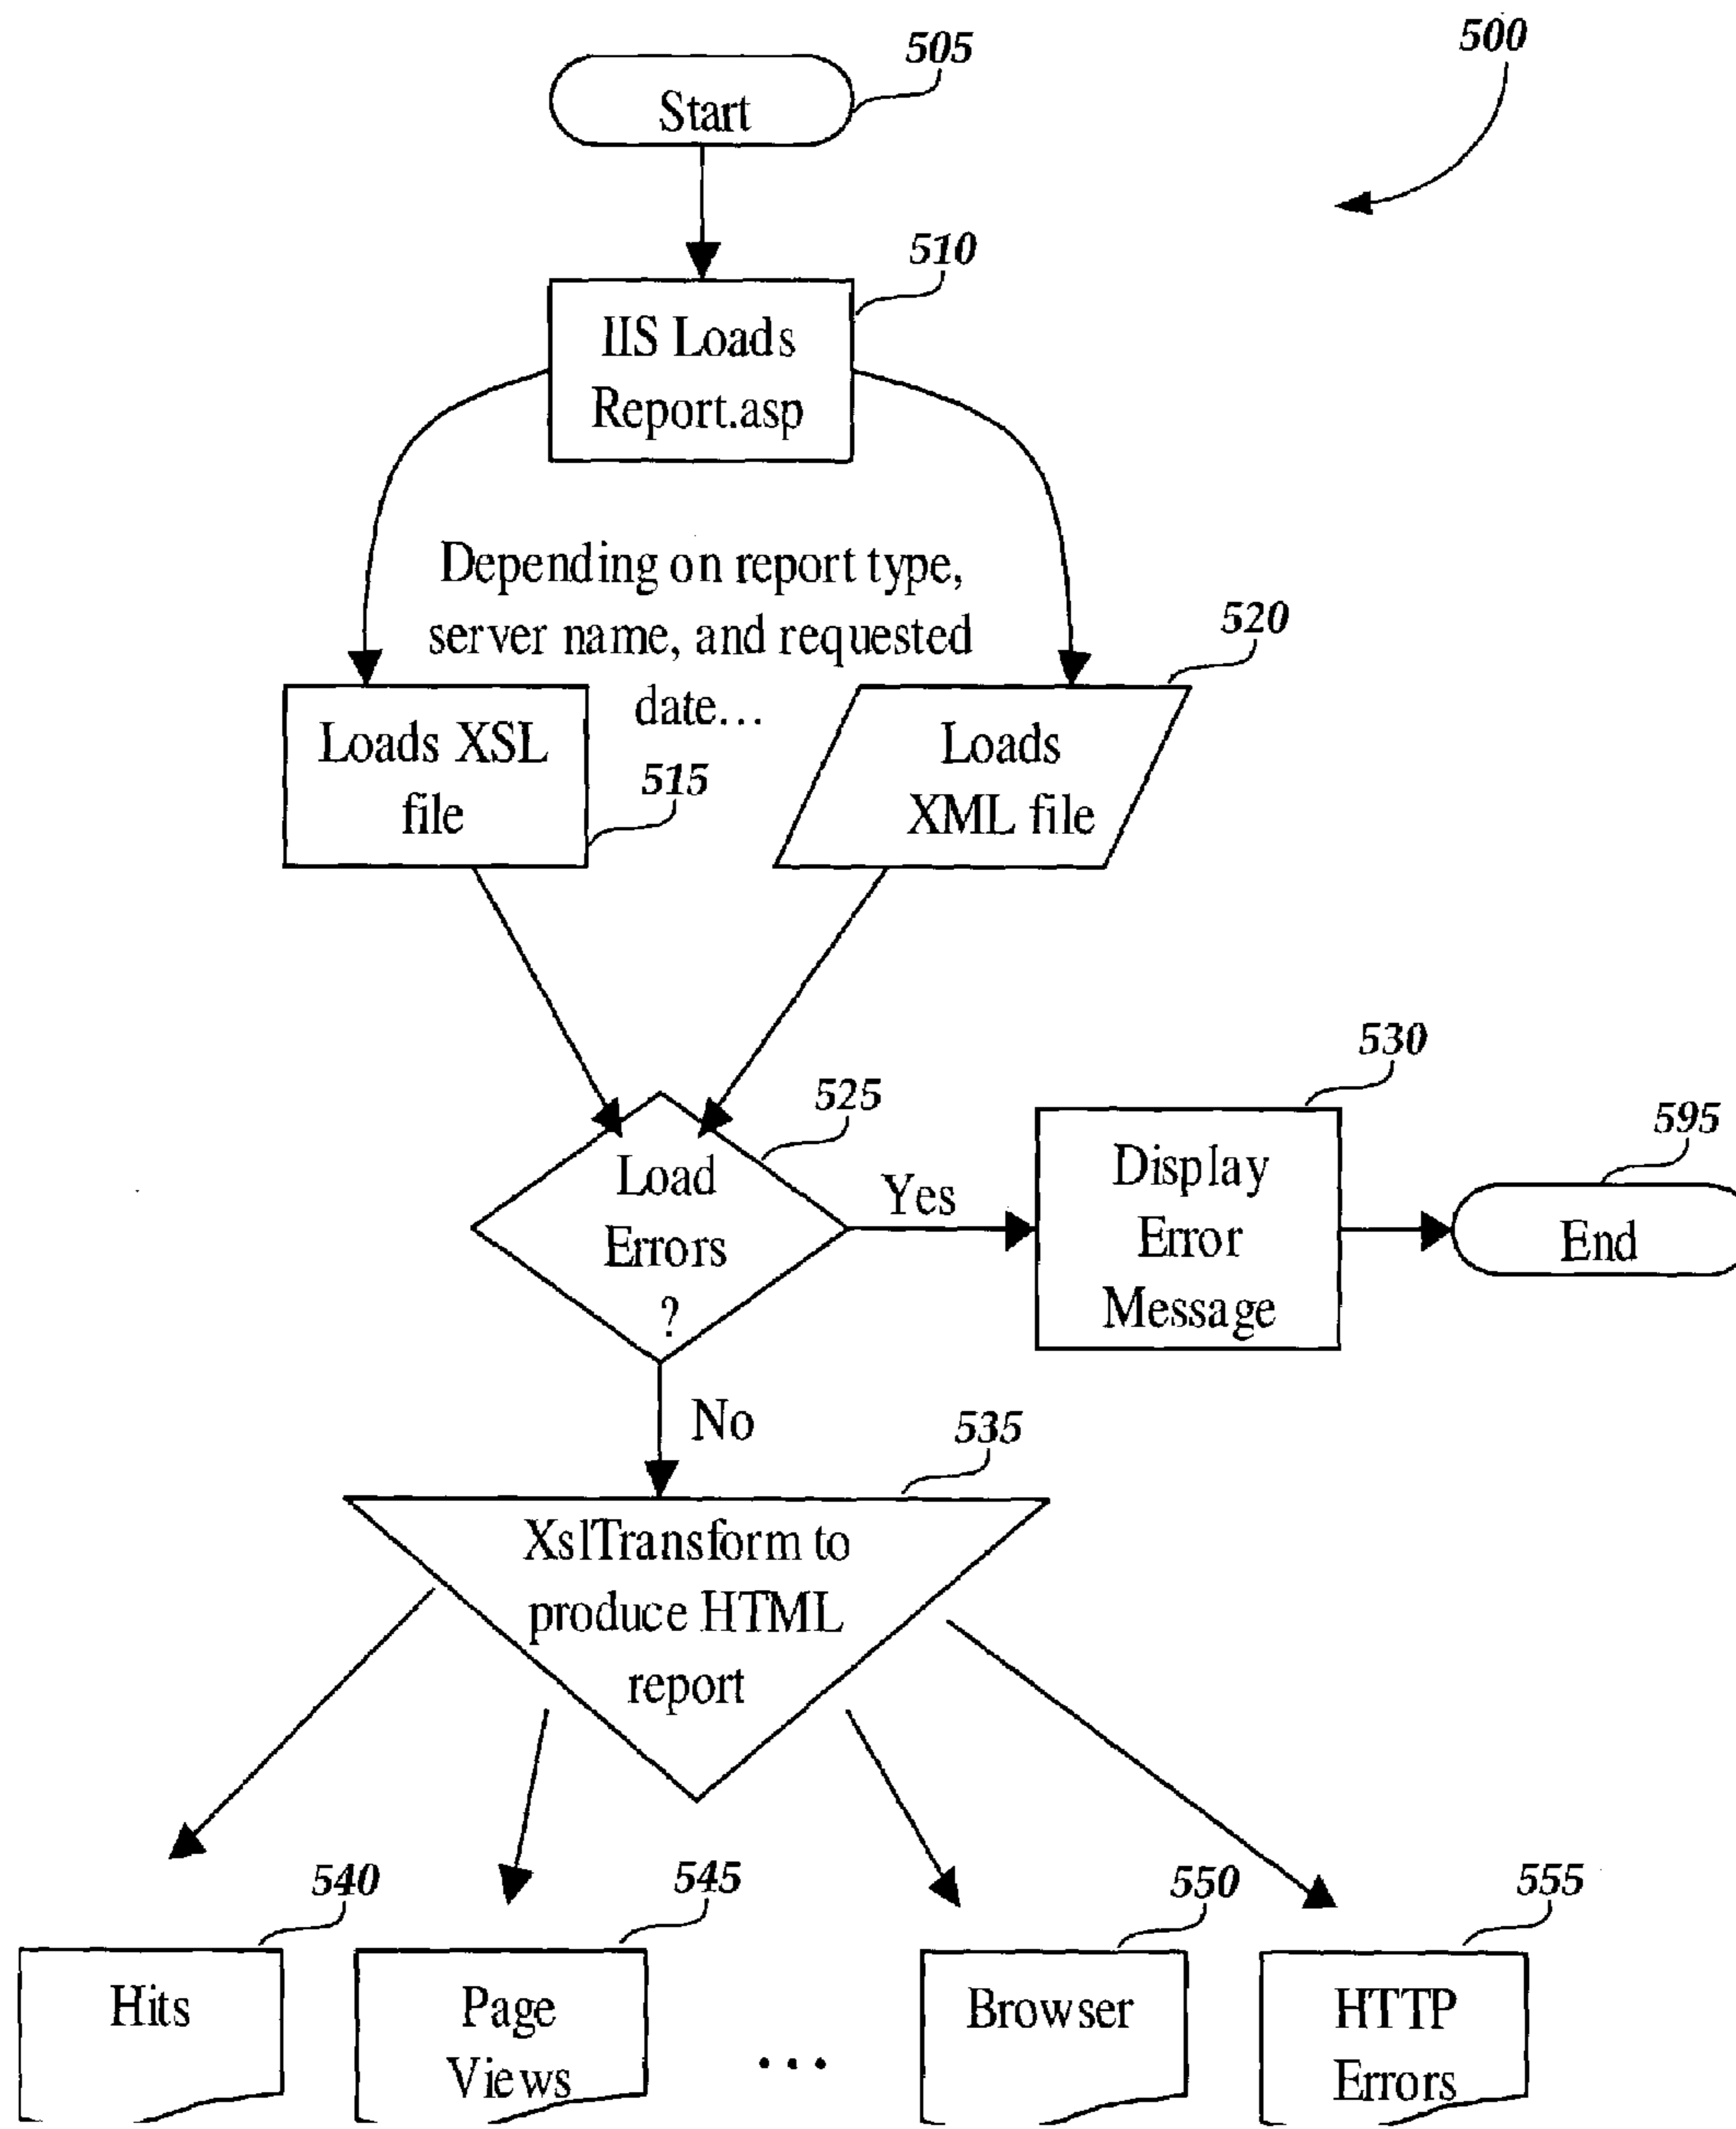 500
505
Start
510
IIS Loads
Report.asp
Depending on report type,
server name, and requested
date...
520
Loads XSL
file
515
Loads
XML file
525
Load
Errors
?
Yes
530
Display
Error
Message
595
End
No
535
XslTransform to
produce HTML
report
540
Hits
545
Page
Views
...
550
Browser
555
HTTP
Errors